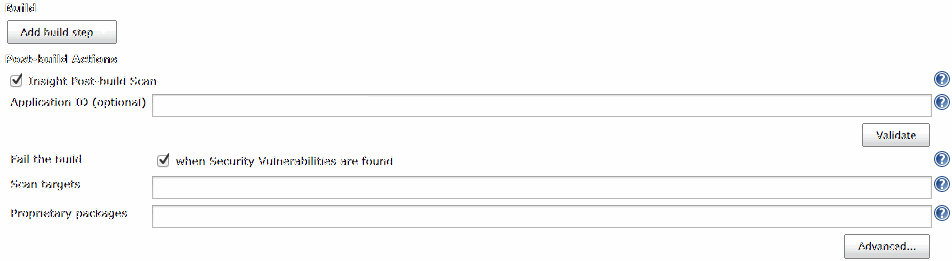 Build
Add build step
Post-build Actions
Insight Post-build Scan
?
Application ID (optional)
?
Validate
Fail the build
when Security Vulnerabilities are found
?
Scan targets
?
Proprietary packages
?
Advanced...